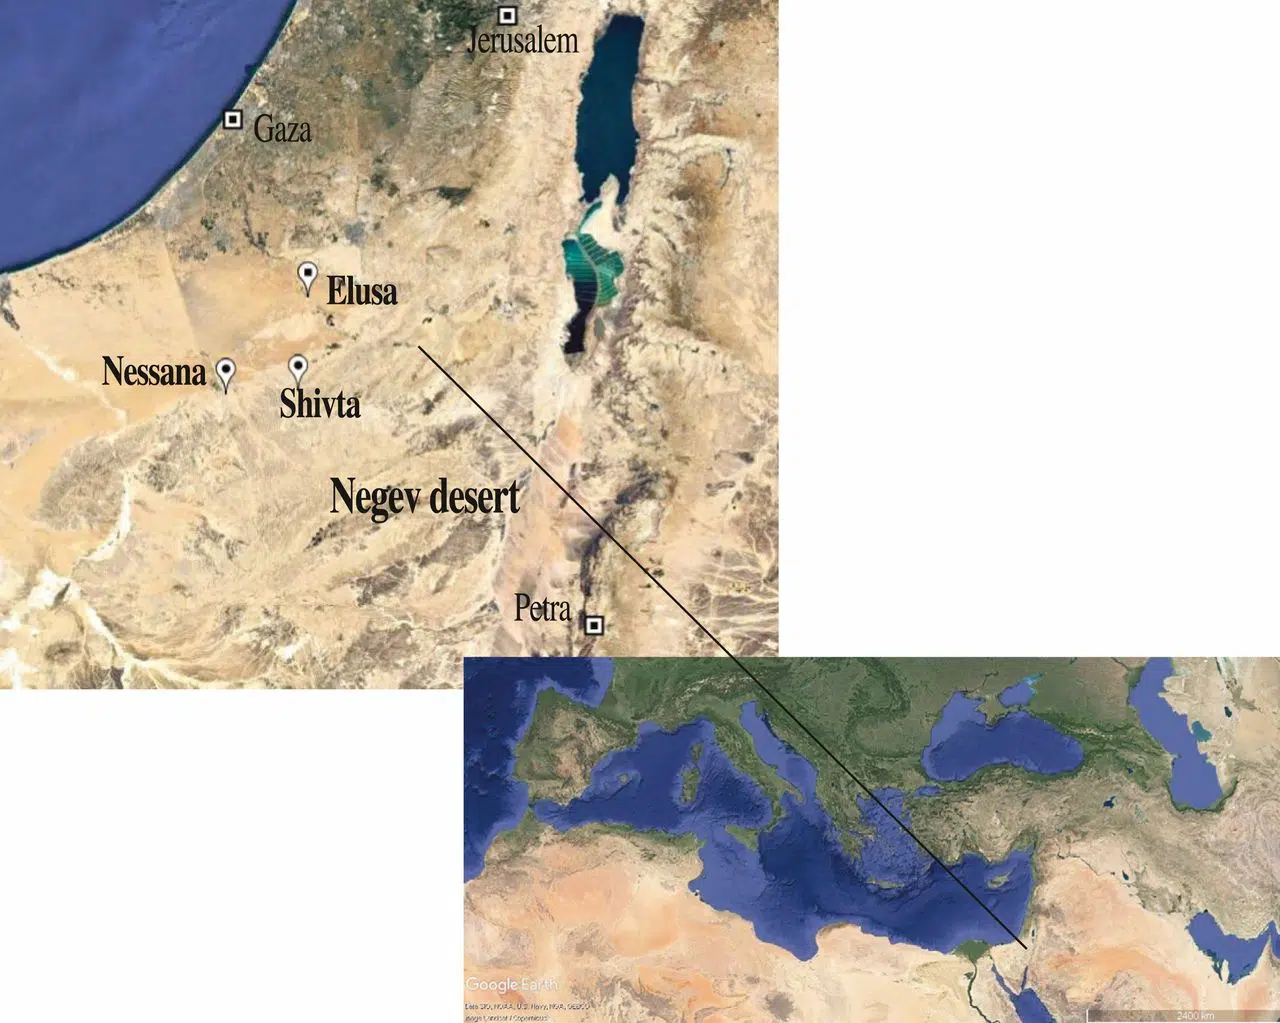 Jerusalem
Gaza
Elusa
Nessana
Shivta
Negev desert
Petra
Google Earth
Data SIO, NOAA, U.S. Navy, NGA, GEBCO
Image Landsat / Copernicus
2400 km